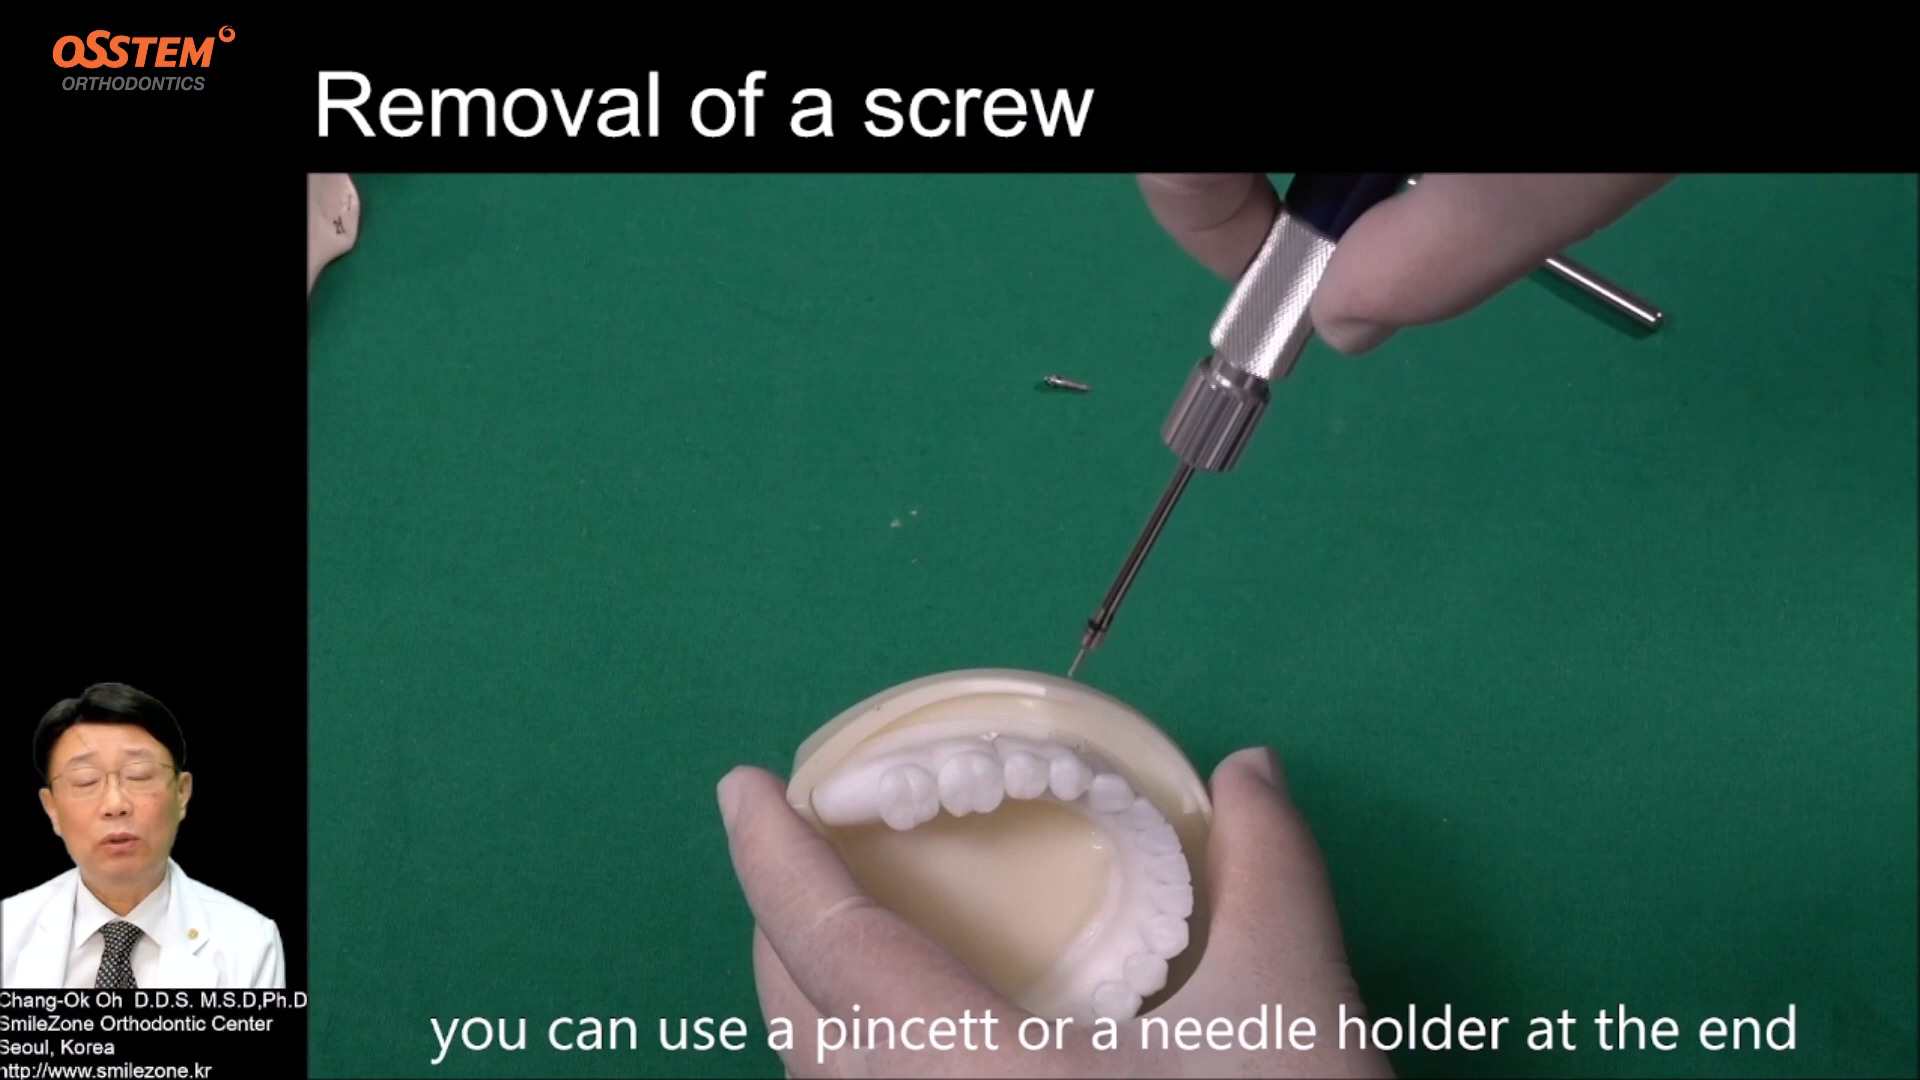 OSSTEM
ORTHODONTICS
Removal of a screw
Chang-Ok Oh D.D.S. M.S.D,Ph.D
SmileZone Orthodontic Center
Seoul, Korea
http://www.smilezone.kr
you can use a pincett or a needle holder at the end